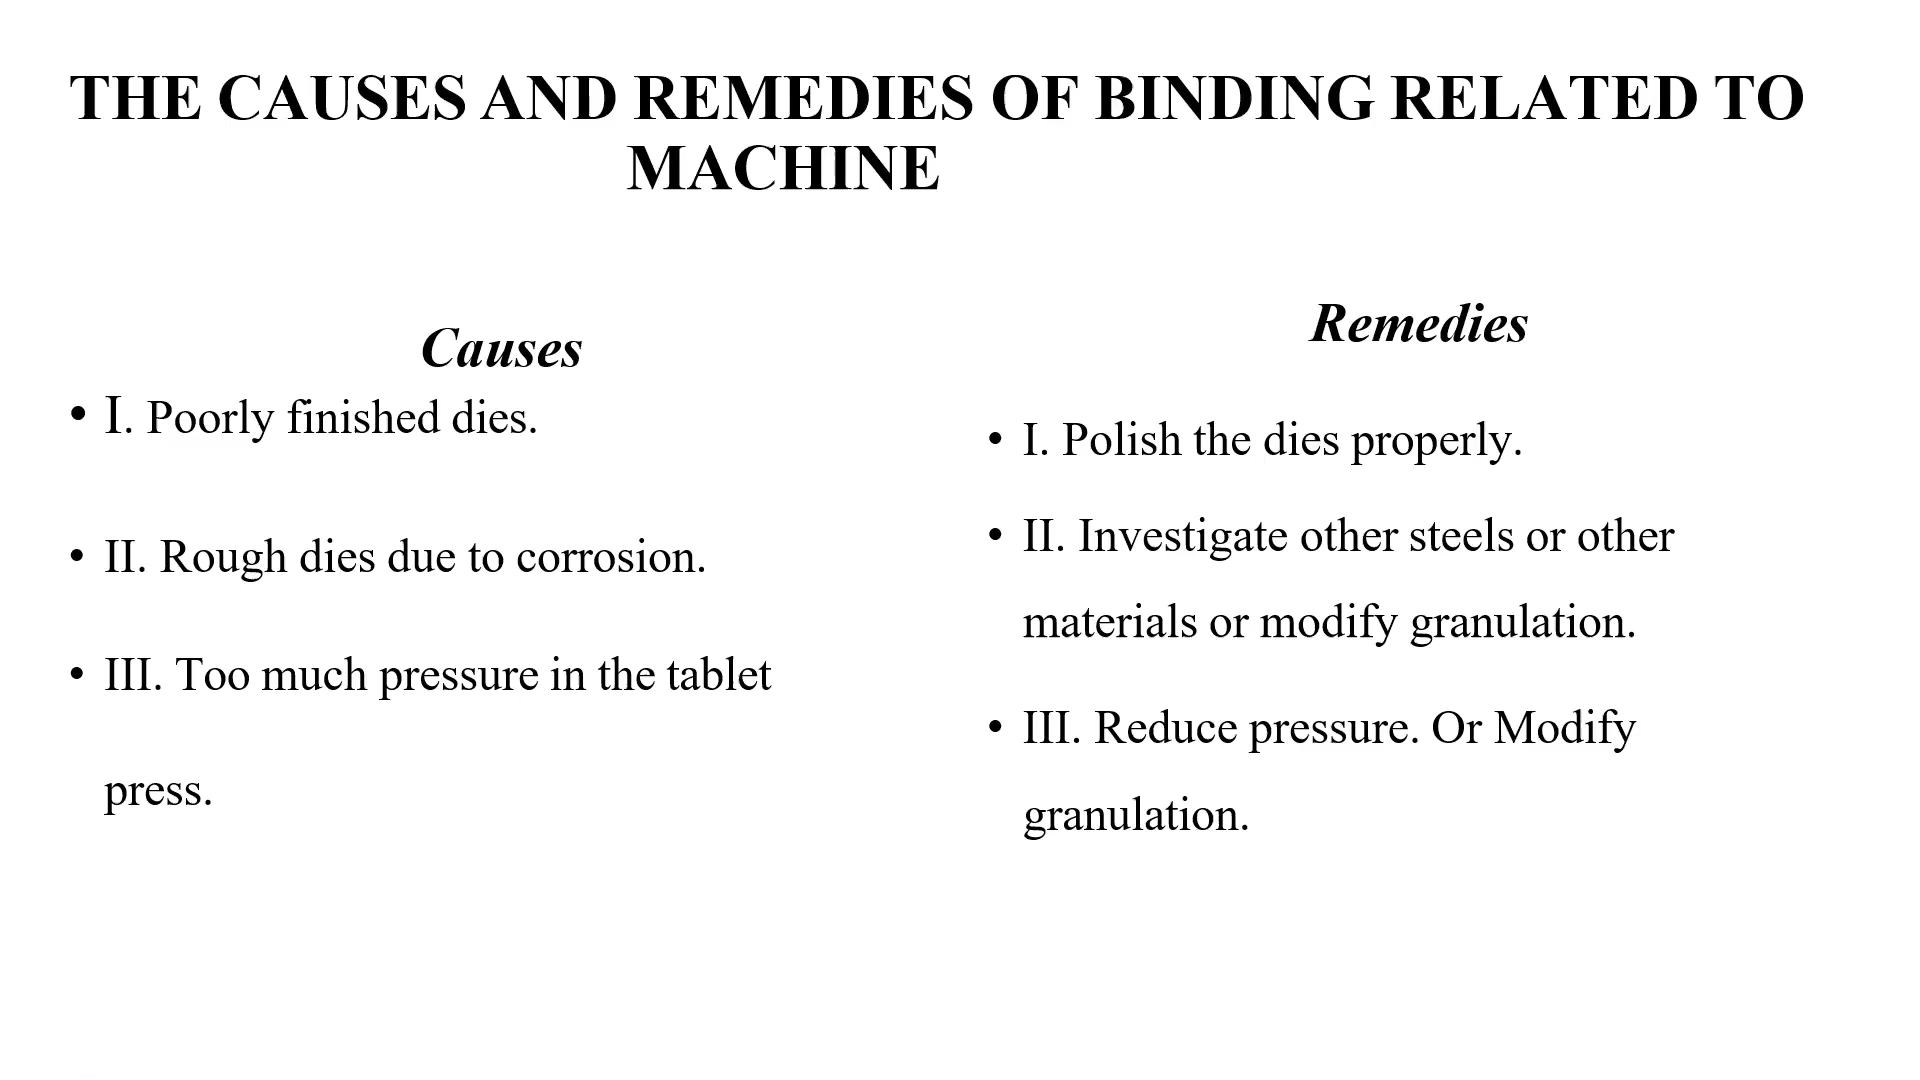 THE CAUSES AND REMEDIES OF BINDING RELATED TO
MACHINE
Causes
• I. Poorly finished dies.
• II. Rough dies due to corrosion.
• III. Too much pressure in the tablet
press.
Remedies
• I. Polish the dies properly.
• II. Investigate other steels or other
materials or modify granulation.
• III. Reduce pressure. Or Modify
granulation.